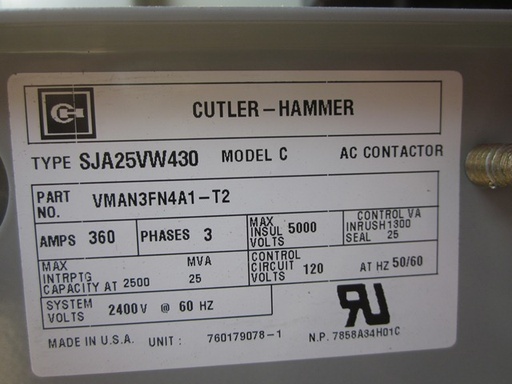 CUTLER-HAMMER
TYPE SJA25VW430 MODEL C AC CONTACTOR
PART NO. VMAN3FN4A1-T2
AMPS 360 PHASES 3 MAX INSUL VOLTS 5000 CONTROL VA INRUSH 1300 SEAL 25
MAX INTRPTG CAPACITY AT 2500 MVA 25 CONTROL CIRCUIT VOLTS 120 AT HZ 50/60
SYSTEM VOLTS 2400V @ 60 HZ
MADE IN U.S.A. UNIT: 760179078-1 N.P. 7858A34H01C